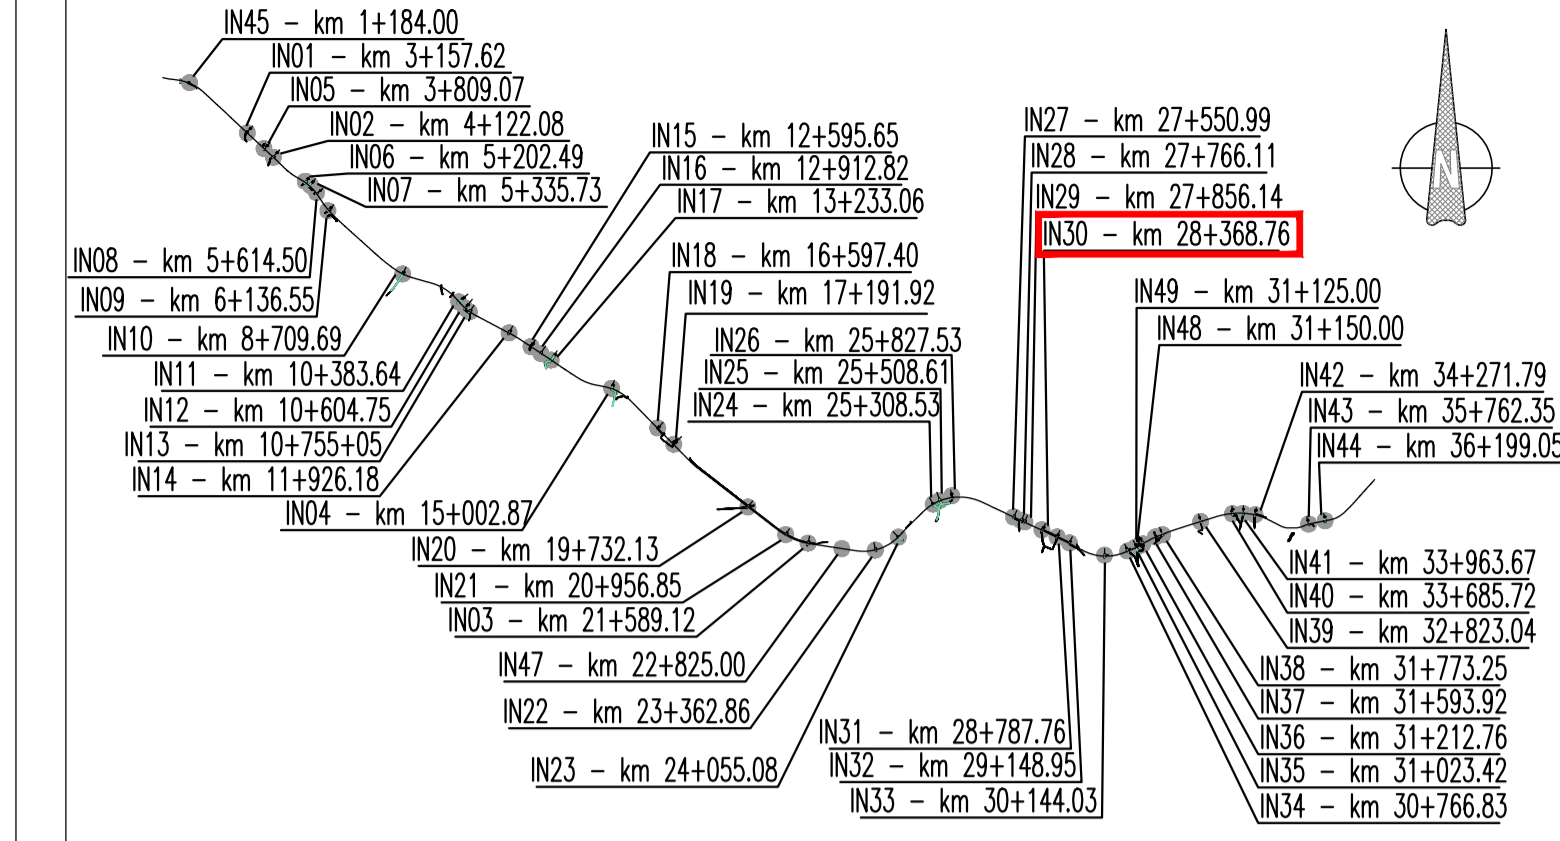 IN45 – km 1+184.00
IN01 – km 3+157.62
IN05 – km 3+809.07
IN02 – km 4+122.08
IN06 – km 5+202.49
IN07 – km 5+335.73
IN08 – km 5+614.50
IN09 – km 6+136.55
IN10 – km 8+709.69
IN11 – km 10+383.64
IN12 – km 10+604.75
IN13 – km 10+755+05
IN14 – km 11+926.18
IN04 – km 15+002.87
IN15 – km 12+595.65
IN16 – km 12+912.82
IN17 – km 13+233.06
IN18 – km 16+597.40
IN19 – km 17+191.92
IN26 – km 25+827.53
IN25 – km 25+508.61
IN24 – km 25+308.53
IN20 – km 19+732.13
IN21 – km 20+956.85
IN03 – km 21+589.12
IN47 – km 22+825.00
IN22 – km 23+362.86
IN23 – km 24+055.08
IN27 – km 27+550.99
IN28 – km 27+766.11
IN29 – km 27+856.14
IN30 – km 28+368.76
IN31 – km 28+787.76
IN32 – km 29+148.95
IN33 – km 30+144.03
IN49 – km 31+125.00
IN48 – km 31+150.00
IN42 – km 34+271.79
IN43 – km 35+762.35
IN44 – km 36+199.05
IN41 – km 33+963.67
IN40 – km 33+685.72
IN39 – km 32+823.04
IN38 – km 31+773.25
IN37 – km 31+593.92
IN36 – km 31+212.76
IN35 – km 31+023.42
IN34 – km 30+766.83
N